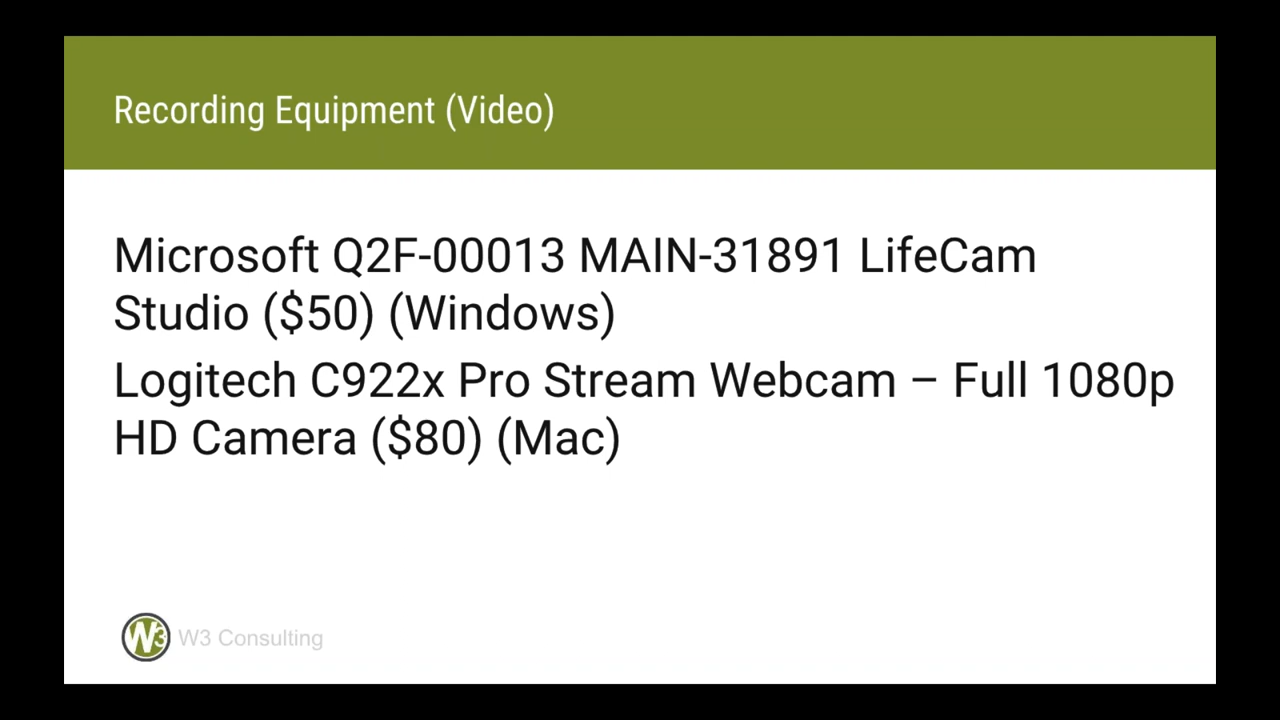 Recording Equipment (Video)
Microsoft Q2F-00013 MAIN-31891 LifeCam
Studio ($50) (Windows)
Logitech C922x Pro Stream Webcam – Full 1080p
HD Camera ($80) (Mac)
W3 W3 Consulting